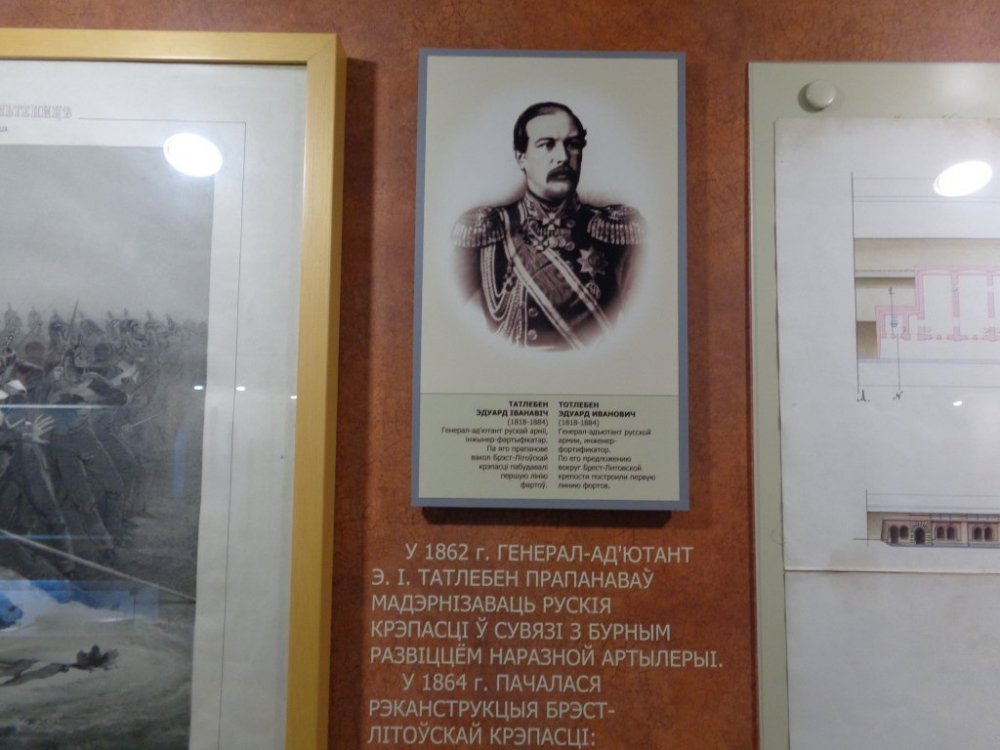 ТАТЛЕБЕН
ЭДУАРД ІВАНАВІЧ
(1818-1884)
Генерал-ад'ютант рускай арміі,
інжынер-фартыфікатар.
Па яго прапанове
вакол Брэст-Літоўскай
крэпасці пабудавалі
першую лінію
фартоў.
ТОТЛЕБЕН
ЭДУАРД ИВАНОВИЧ
(1818-1884)
Генерал-адъютант русской
армии, инженер-
фортификатор.
По его предложению
вокруг Брест-Литовской
крепости построили первую
линию фортов.
У 1862 г. ГЕНЕРАЛ-АД'ЮТАНТ
Э. І. ТАТЛЕБЕН ПРАПАНАВАЎ
МАДЭРНІЗАВАЦЬ РУСКІЯ
КРЭПАСЦІ Ў СУВЯЗІ З БУРНЫМ
РАЗВІЦЦЁМ НАРАЗНОЙ АРТЫЛЕРЫІ.
У 1864 г. ПАЧАЛАСЯ
РЭКАНСТРУКЦЫЯ БРЭСТ-
ЛІТОЎСКАЙ КРЭПАСЦІ: